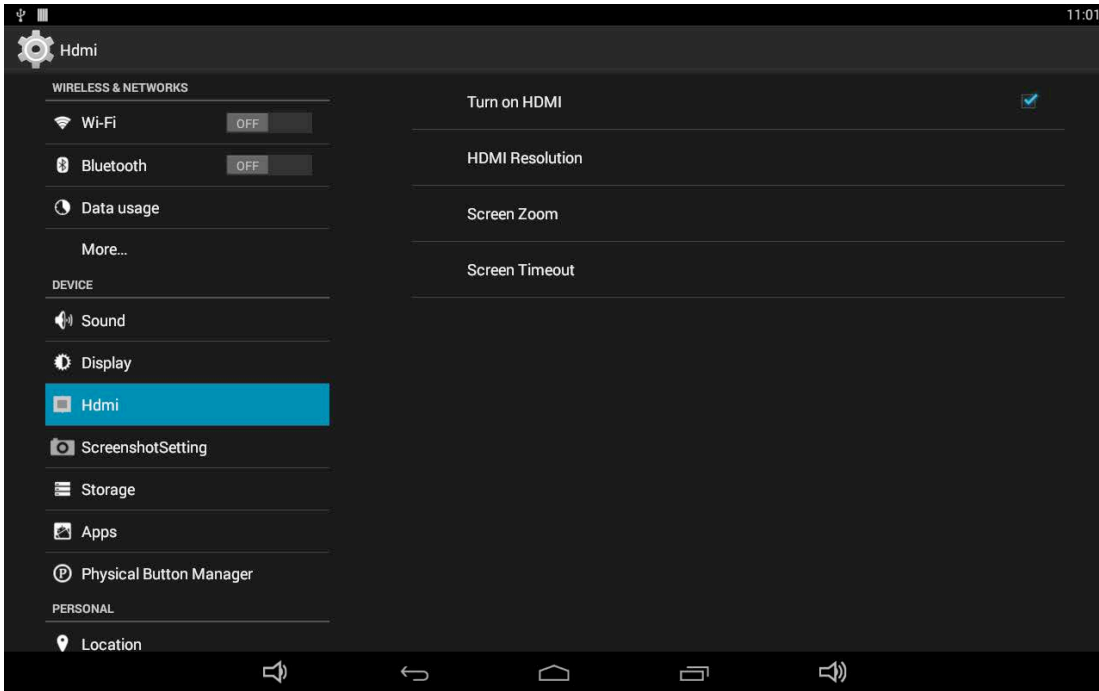 11:01
Hdmi
WIRELESS & NETWORKS
Wi-Fi OFF
Bluetooth OFF
Data usage
More...
DEVICE
Sound
Display
Hdmi
ScreenshotSetting
Storage
Apps
Physical Button Manager
PERSONAL
Location
Turn on HDMI
HDMI Resolution
Screen Zoom
Screen Timeout